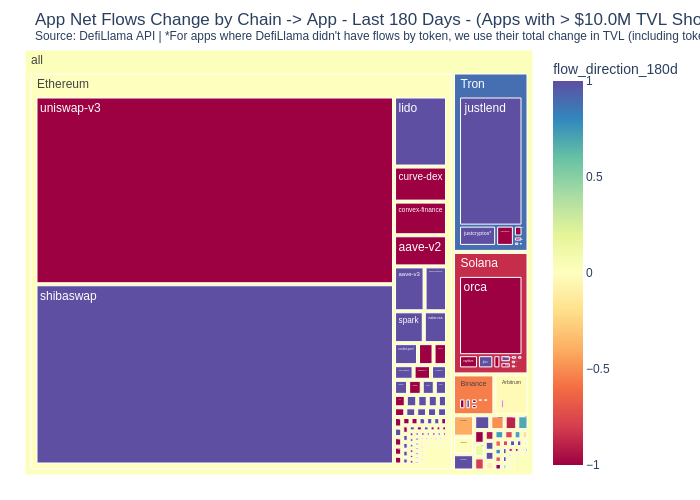 App Net Flows Change by Chain -> App - Last 180 Days - (Apps with > $10.0M TVL Sho
Source: DefiLlama API | *For apps where DefiLlama didn't have flows by token, we use their total change in TVL (including toke
all
Ethereum
uniswap-v3
shibaswap
lido
curve-dex
convex-finance
aave-v2
aave-v3
spark
Tron
justlend
justcryptos*
Solana
orca
Binance
Arbitrum
flow_direction_180d
1
0.5
0
−0.5
−1